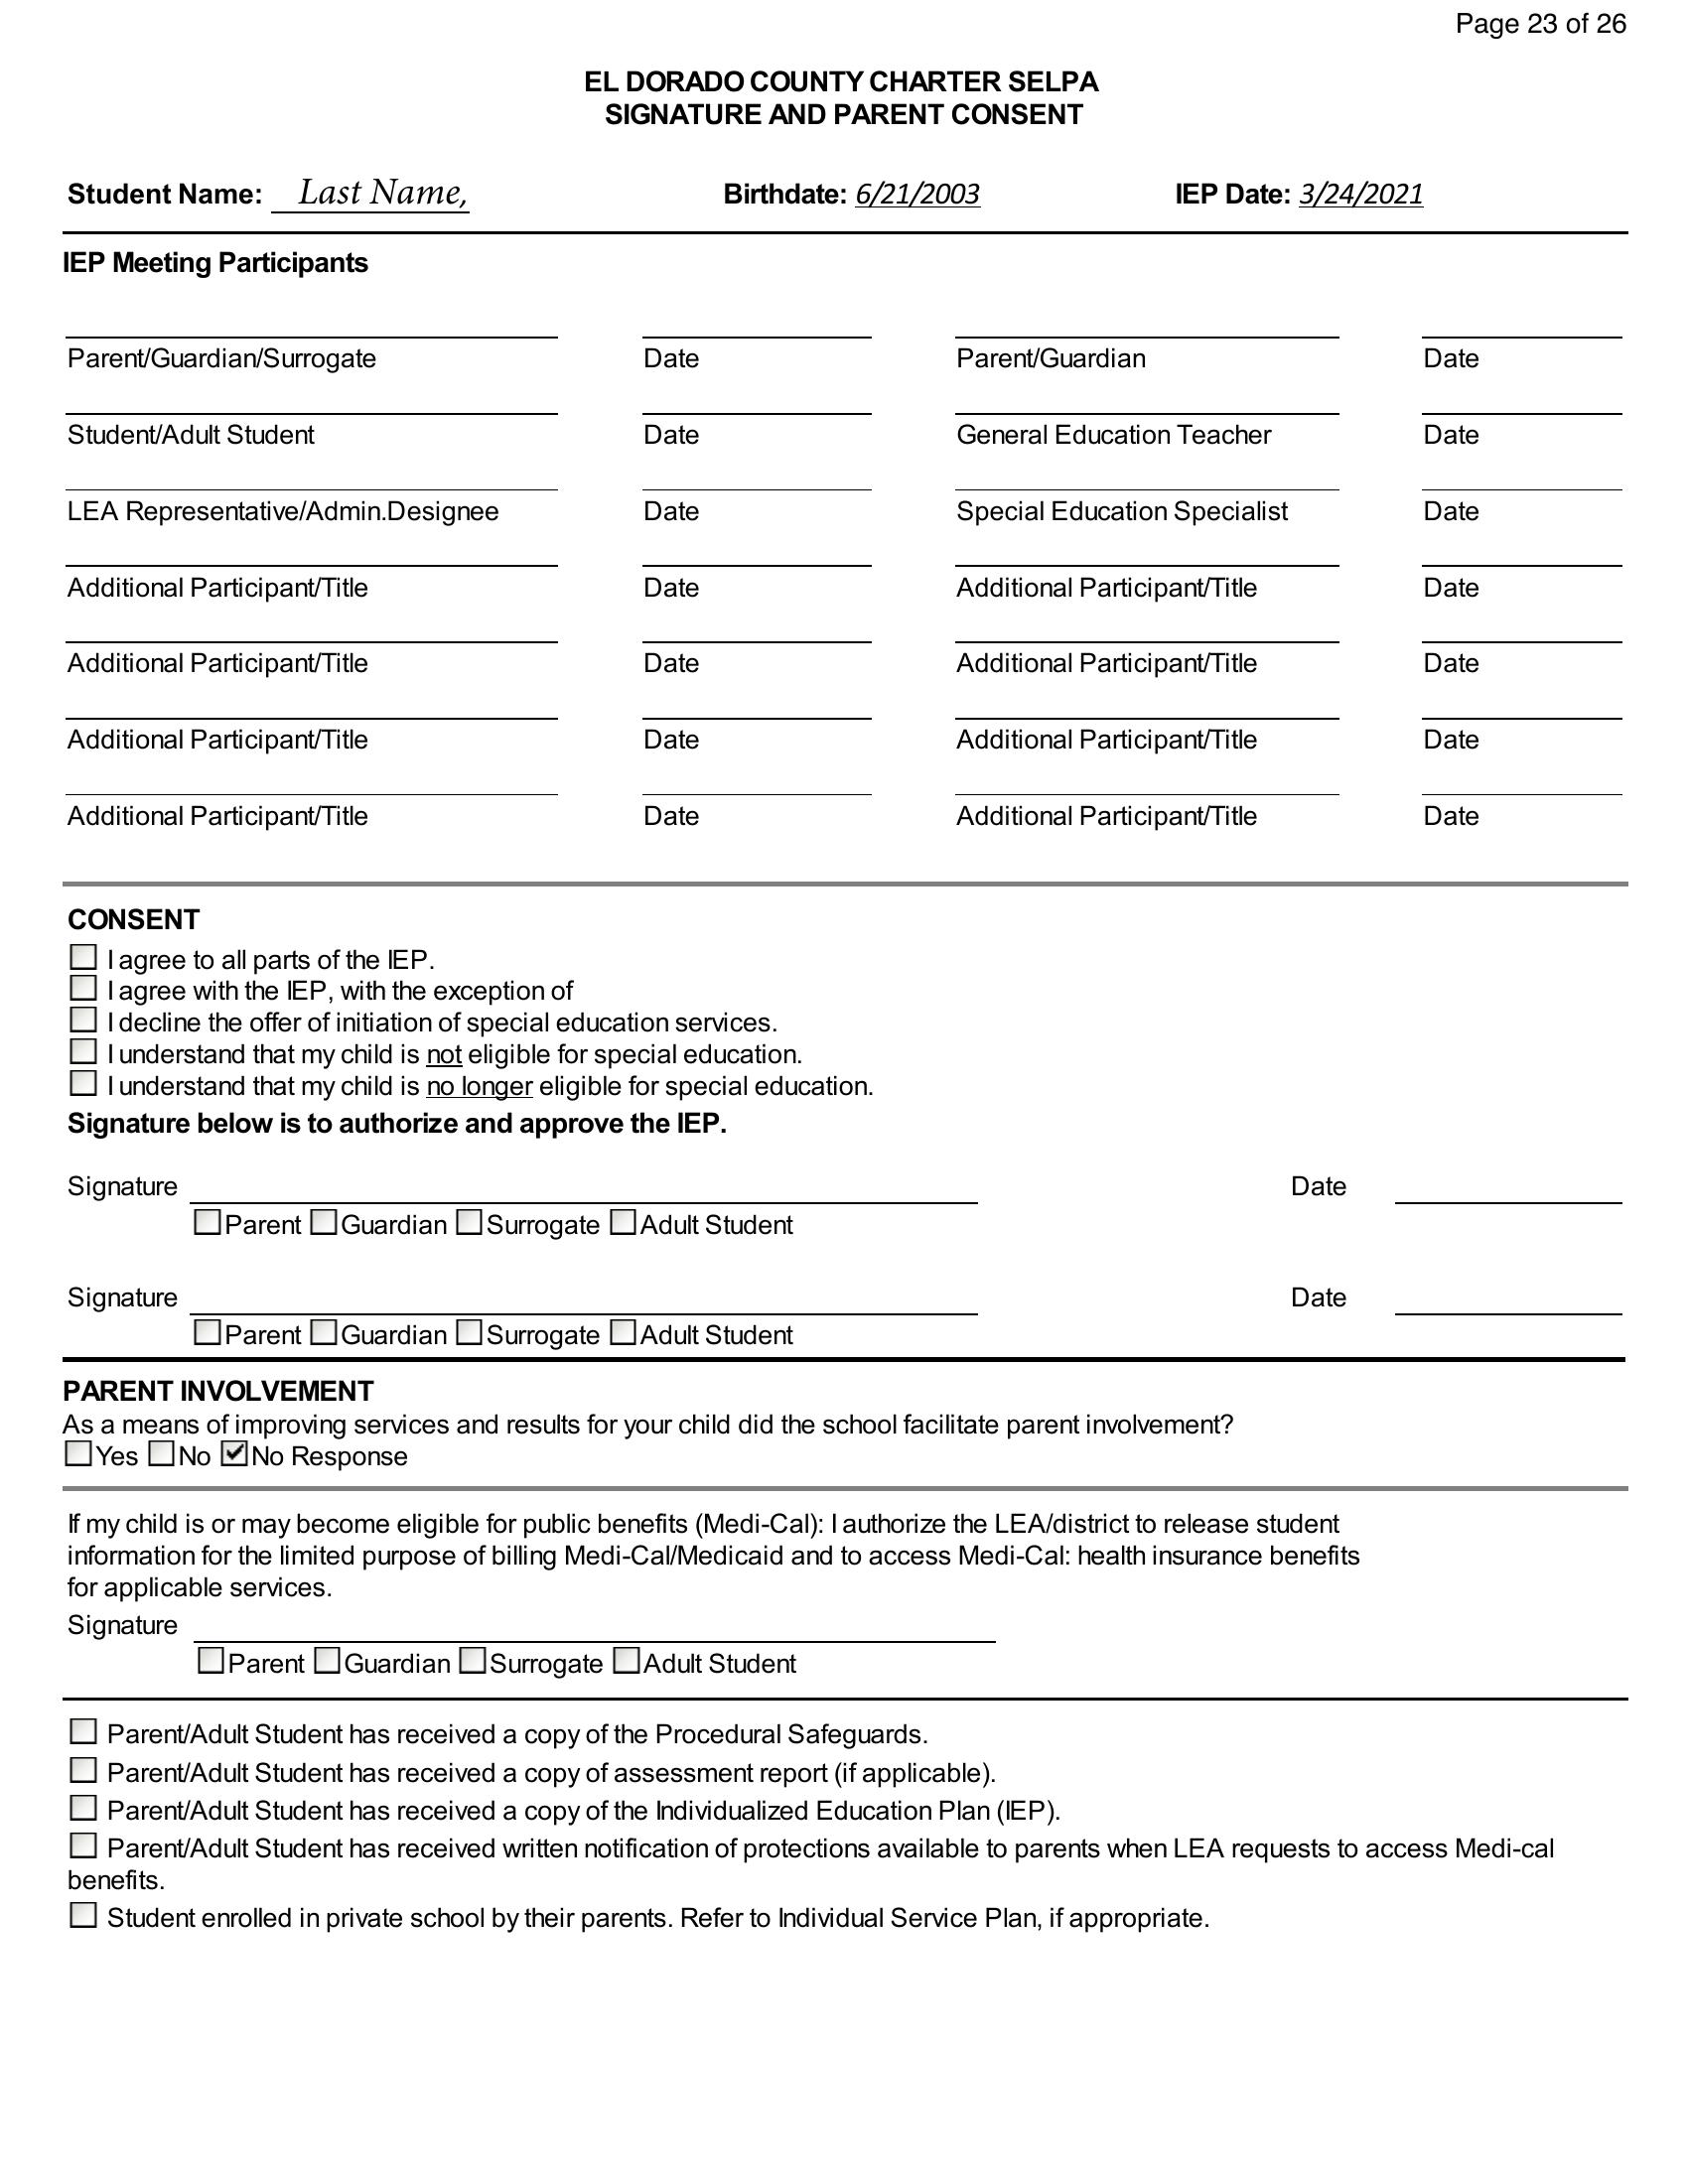 Page 23 of 26
EL DORADO COUNTY CHARTER SELPA
SIGNATURE AND PARENT CONSENT
Student Name: Last Name, Birthdate: 6/21/2003 IEP Date: 3/24/2021
IEP Meeting Participants
Parent/Guardian/Surrogate Date Parent/Guardian Date
Student/Adult Student Date General Education Teacher Date
LEA Representative/Admin.Designee Date Special Education Specialist Date
Additional Participant/Title Date Additional Participant/Title Date
Additional Participant/Title Date Additional Participant/Title Date
Additional Participant/Title Date Additional Participant/Title Date
Additional Participant/Title Date Additional Participant/Title Date
CONSENT
I agree to all parts of the IEP.
I agree with the IEP, with the exception of
I decline the offer of initiation of special education services.
I understand that my child is not eligible for special education.
I understand that my child is no longer eligible for special education.
Signature below is to authorize and approve the IEP.
Signature Date
Parent Guardian Surrogate Adult Student
Signature Date
Parent Guardian Surrogate Adult Student
PARENT INVOLVEMENT
As a means of improving services and results for your child did the school facilitate parent involvement?
Yes No No Response
If my child is or may become eligible for public benefits (Medi-Cal): I authorize the LEA/district to release student
information for the limited purpose of billing Medi-Cal/Medicaid and to access Medi-Cal: health insurance benefits
for applicable services.
Signature
Parent Guardian Surrogate Adult Student
Parent/Adult Student has received a copy of the Procedural Safeguards.
Parent/Adult Student has received a copy of assessment report (if applicable).
Parent/Adult Student has received a copy of the Individualized Education Plan (IEP).
Parent/Adult Student has received written notification of protections available to parents when LEA requests to access Medi-cal
benefits.
Student enrolled in private school by their parents. Refer to Individual Service Plan, if appropriate.